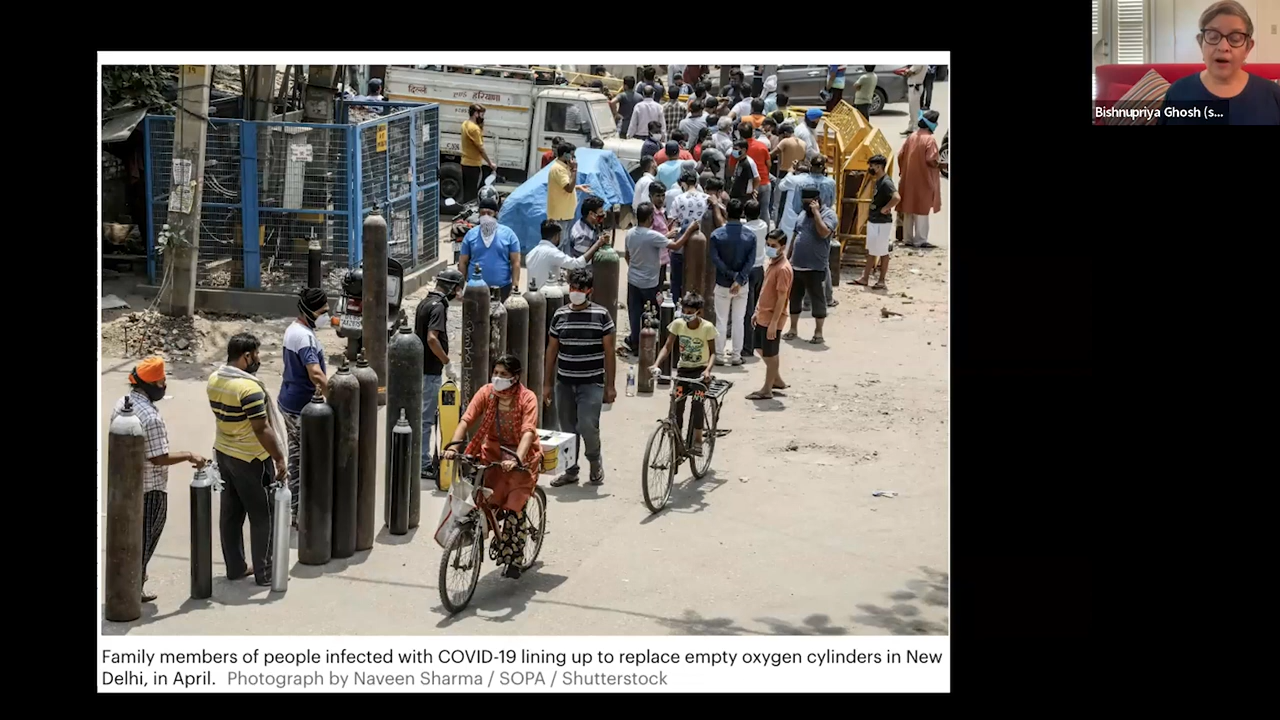 Bishnupriya Ghosh (s...
Family members of people infected with COVID-19 lining up to replace empty oxygen cylinders in New
Delhi, in April. Photograph by Naveen Sharma / SOPA / Shutterstock